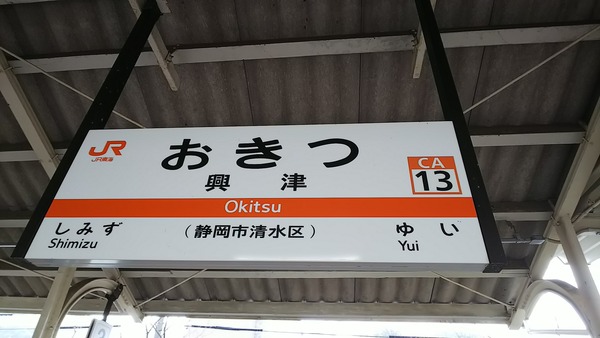 JR
JR東海
おきつ
興津
CA
13
Okitsu
しみず
Shimizu
(静岡市清水区)
ゆい
Yui
2